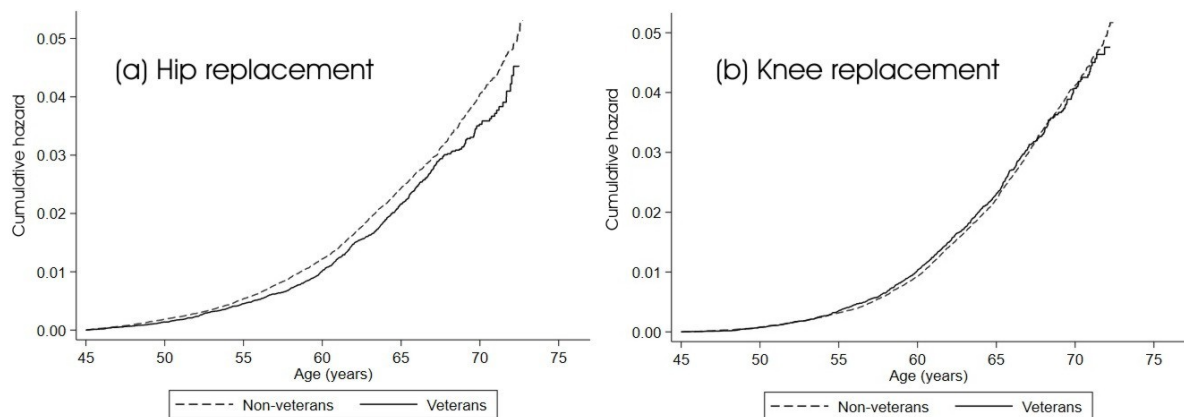 (a) Hip replacement
Cumulative hazard
0.05
0.04
0.03
0.02
0.01
0.00
45 50 55 60 65 70 75
Age (years)
Non-veterans Veterans
(b) Knee replacement
Cumulative hazard
0.05
0.04
0.03
0.02
0.01
0.00
45 50 55 60 65 70 75
Age (years)
Non-veterans Veterans